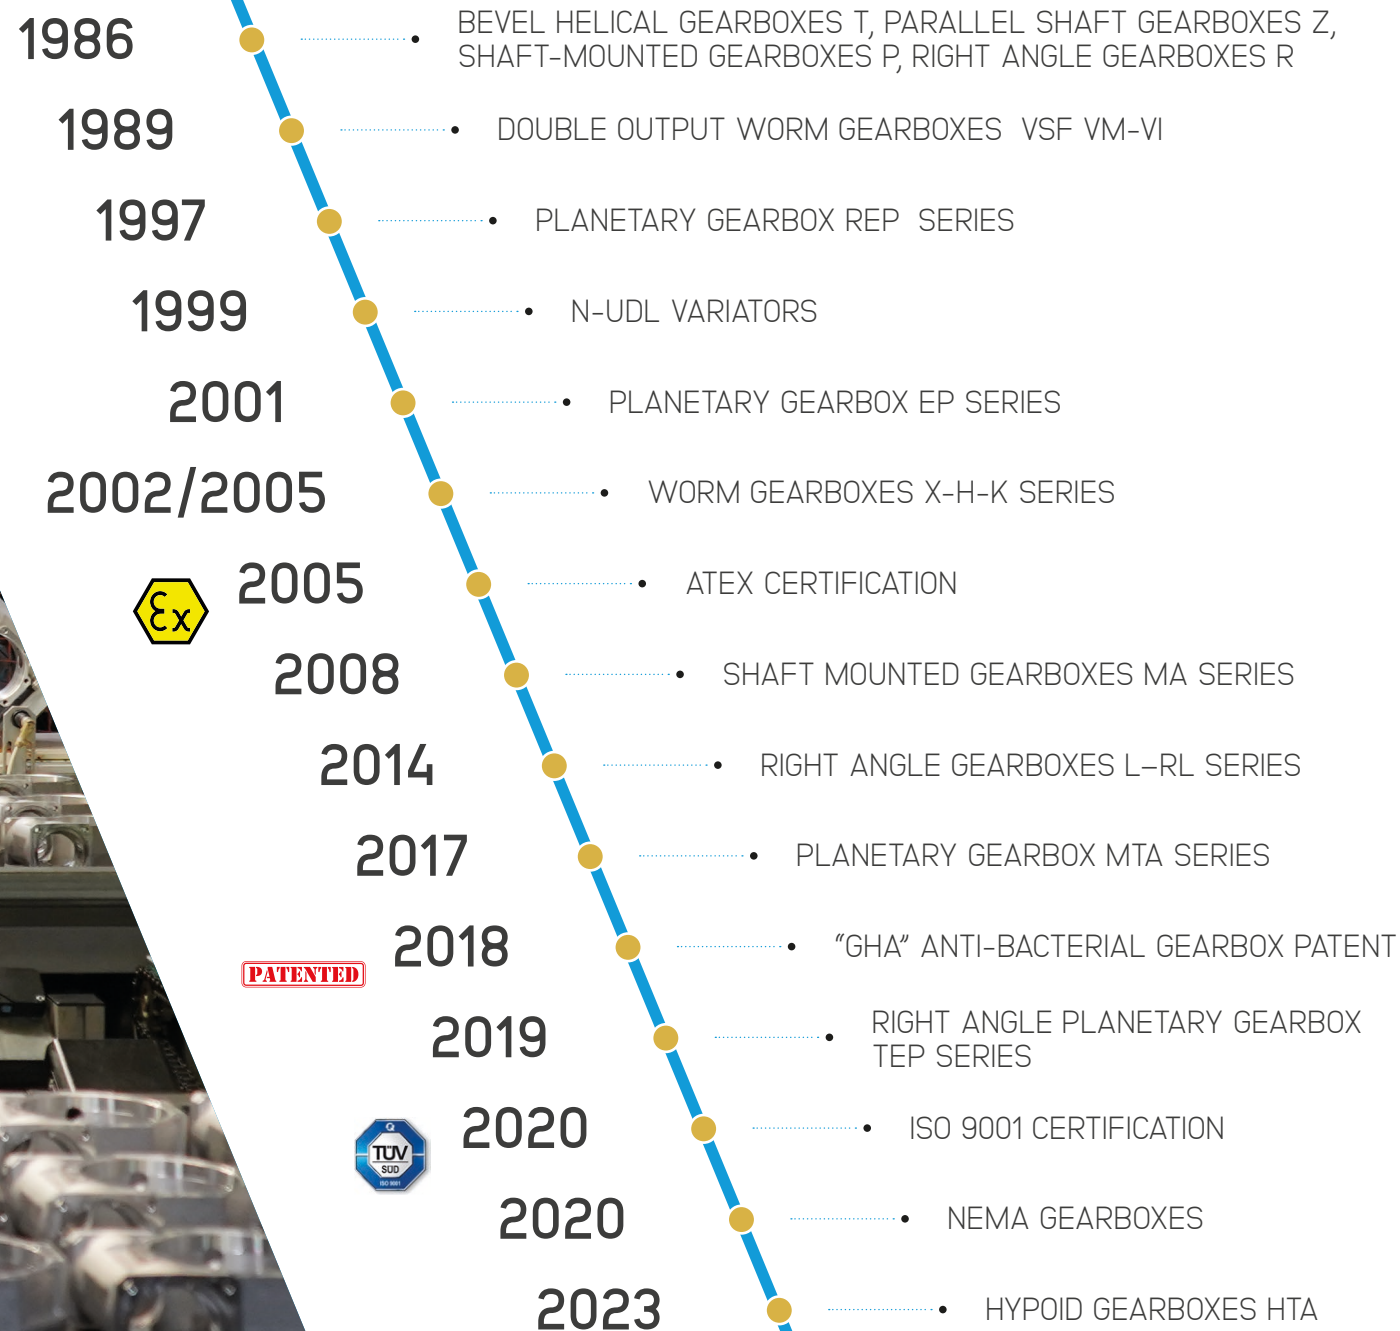 1986
BEVEL HELICAL GEARBOXES T, PARALLEL SHAFT GEARBOXES Z,
SHAFT-MOUNTED GEARBOXES P, RIGHT ANGLE GEARBOXES R
1989
DOUBLE OUTPUT WORM GEARBOXES VSF VM-VI
1997
PLANETARY GEARBOX REP SERIES
1999
N-UDL VARIATORS
2001
PLANETARY GEARBOX EP SERIES
2002/2005
WORM GEARBOXES X-H-K SERIES
2005
ATEX CERTIFICATION
Ex
2008
SHAFT MOUNTED GEARBOXES MA SERIES
2014
RIGHT ANGLE GEARBOXES L–RL SERIES
2017
PLANETARY GEARBOX MTA SERIES
2018
"GHA" ANTI-BACTERIAL GEARBOX PATENT
PATENTED
2019
RIGHT ANGLE PLANETARY GEARBOX
TEP SERIES
2020
ISO 9001 CERTIFICATION
Q
TÜV
SÜD
ISO 9001
2020
NEMA GEARBOXES
2023
HYPOID GEARBOXES HTA